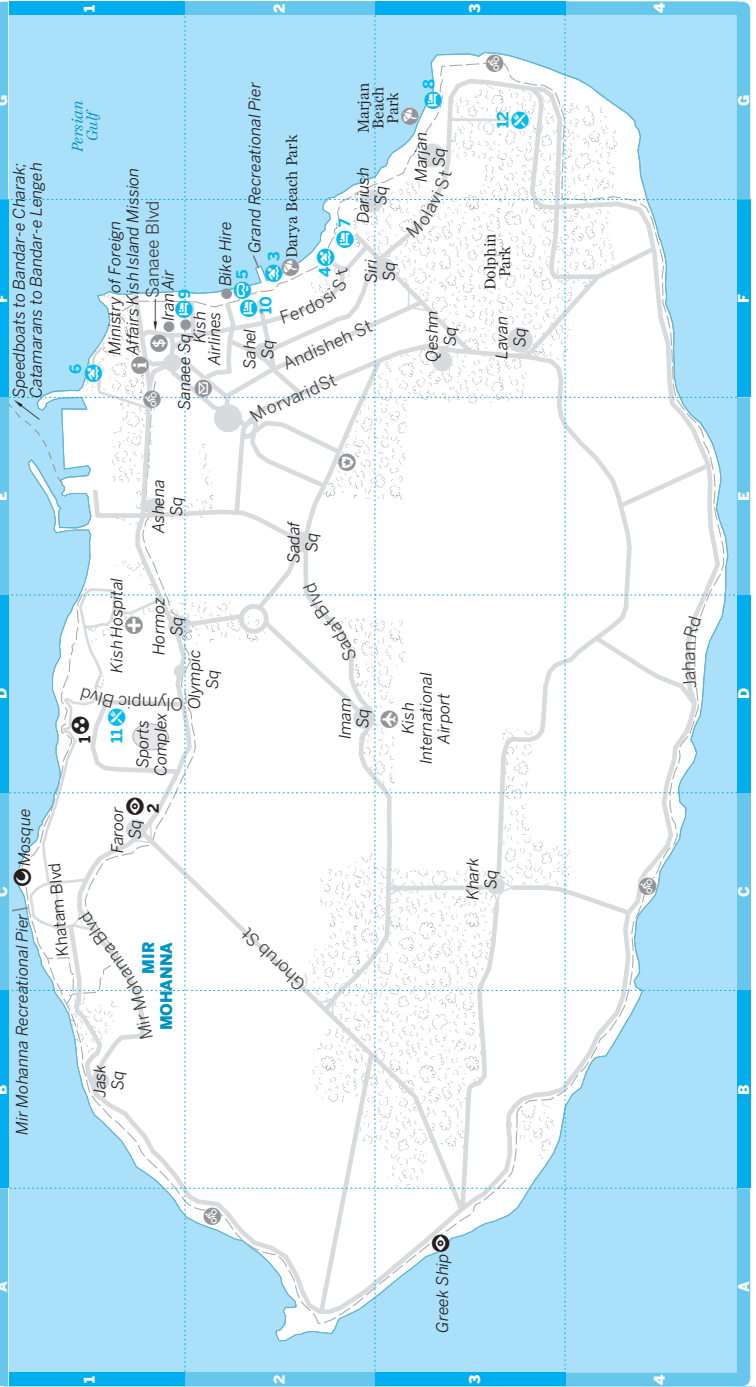 A
B
C
D
E
F
G
1
2
3
4
Mir Mohanna Recreational Pier
Mosque
Speedboats to Bandar-e Charak;
Catamarans to Bandar-e Lengeh
Persian
Gulf
Khatam Blvd
Jask
Sq
Mir Mohanna Blvd
MIR
MOHANNA
Faroor
Sq
2
1
11
Sports
Complex
Olympic Blvd
Olympic
Sq
Kish Hospital
Hormoz
Sq
Ashena
Sq
6
Ministry of Foreign
Affairs Kish Island Mission
Sanaee Blvd
$
Iran Air
9
Sanaee Sq
Kish
Airlines
Bike Hire
Sahel
Sq
5
10
Grand Recreational Pier
3
Darya Beach Park
Ferdosi St
4
7
Andisheh St
Morvarid St
Ghorub St
Sadaf
Sq
Sadaf Blvd
Imam
Sq
Kish
International
Airport
Siri
Sq
Dariush
Sq
Molavi St
Marjan
Beach
Park
8
Marjan
Sq
12
Dolphin
Park
Qeshm
Sq
Lavan
Sq
Greek Ship
Khark
Sq
Jahan Rd
A
B
C
D
E
F
G
1
2
3
4